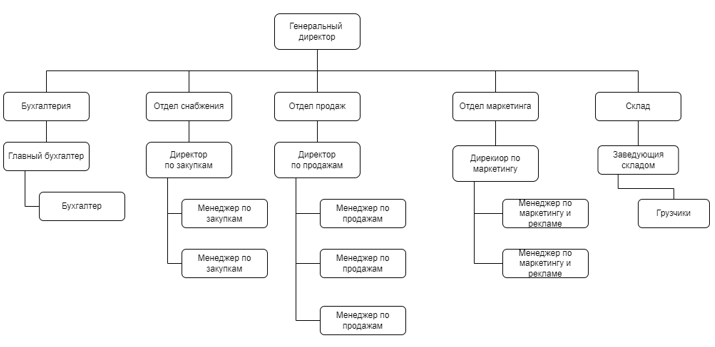 Генеральный
директор
Бухгалтерия
Отдел снабжения
Отдел продаж
Отдел маркетинга
Склад
Главный бухгалтер
Директор
по закупкам
Директор
по продажам
Дирекиор по
маркетингу
Заведующия
складом
Бухгалтер
Менеджер по
закупкам
Менеджер по
продажам
Менеджер по
маркетингу и
рекламе
Грузчики
Менеджер по
закупкам
Менеджер по
продажам
Менеджер по
маркетингу и
рекламе
Менеджер по
продажам